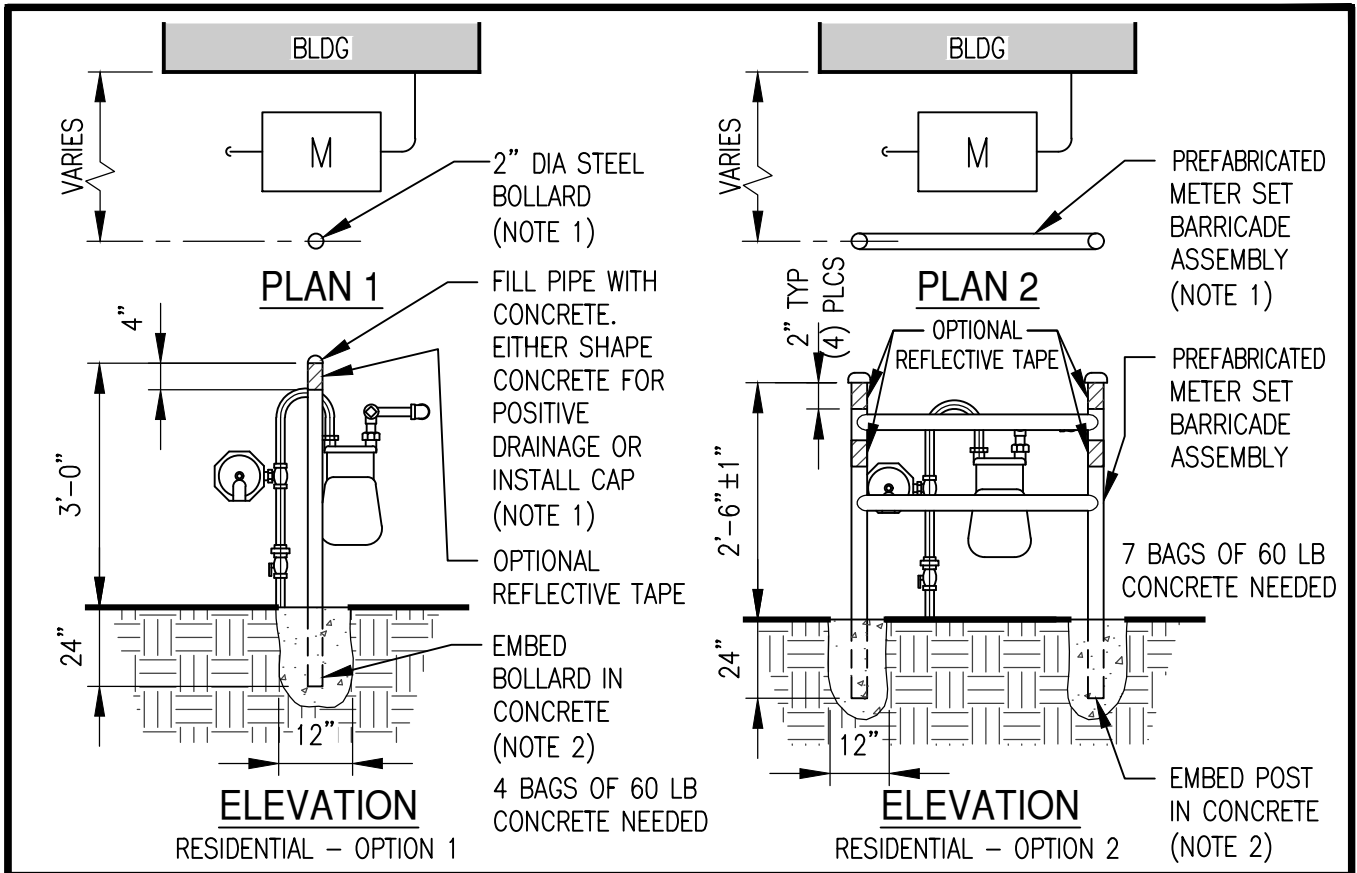 BLDG
VARIES
M
2" DIA STEEL
BOLLARD
(NOTE 1)
PLAN 1
4"
3'-0"
24"
12"
FILL PIPE WITH
CONCRETE.
EITHER SHAPE
CONCRETE FOR
POSITIVE
DRAINAGE OR
INSTALL CAP
(NOTE 1)
OPTIONAL
REFLECTIVE TAPE
EMBED
BOLLARD IN
CONCRETE
(NOTE 2)
4 BAGS OF 60 LB
CONCRETE NEEDED
ELEVATION
RESIDENTIAL – OPTION 1
BLDG
VARIES
M
PREFABRICATED
METER SET
BARRICADE
ASSEMBLY
(NOTE 1)
PLAN 2
2" TYP
(4) PLCS
OPTIONAL
REFLECTIVE TAPE
PREFABRICATED
METER SET
BARRICADE
ASSEMBLY
2'-6"±1"
24"
12"
7 BAGS OF 60 LB
CONCRETE NEEDED
EMBED POST
IN CONCRETE
(NOTE 2)
ELEVATION
RESIDENTIAL – OPTION 2